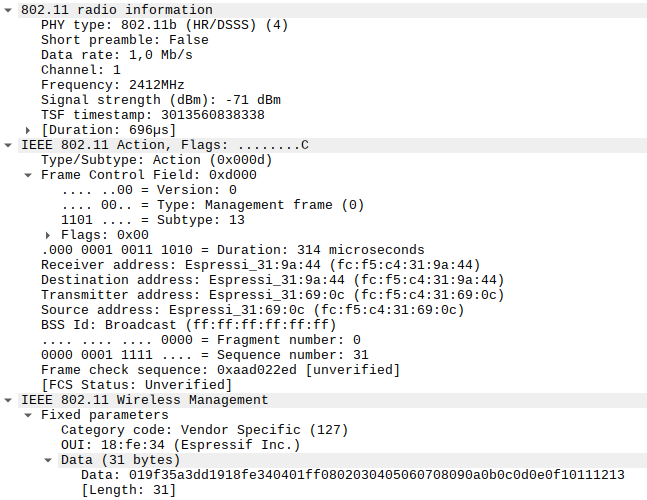 802.11 radio information
PHY type: 802.11b (HR/DSSS) (4)
Short preamble: False
Data rate: 1,0 Mb/s
Channel: 1
Frequency: 2412MHz
Signal strength (dBm): -71 dBm
TSF timestamp: 3013560838338
[Duration: 696µs]
IEEE 802.11 Action, Flags: ........C
Type/Subtype: Action (0x000d)
Frame Control Field: 0xd000
.... ..00 = Version: 0
.... 00.. = Type: Management frame (0)
1101 .... = Subtype: 13
Flags: 0x00
.000 0001 0011 1010 = Duration: 314 microseconds
Receiver address: Espressi_31:9a:44 (fc:f5:c4:31:9a:44)
Destination address: Espressi_31:9a:44 (fc:f5:c4:31:9a:44)
Transmitter address: Espressi_31:69:0c (fc:f5:c4:31:69:0c)
Source address: Espressi_31:69:0c (fc:f5:c4:31:69:0c)
BSS Id: Broadcast (ff:ff:ff:ff:ff:ff)
.... .... .... 0000 = Fragment number: 0
0000 0001 1111 .... = Sequence number: 31
Frame check sequence: 0xaad022ed [unverified]
[FCS Status: Unverified]
IEEE 802.11 Wireless Management
Fixed parameters
Category code: Vendor Specific (127)
OUI: 18:fe:34 (Espressif Inc.)
Data (31 bytes)
Data: 019f35a3dd1918fe340401ff0802030405060708090a0b0c0d0e0f10111213
[Length: 31]